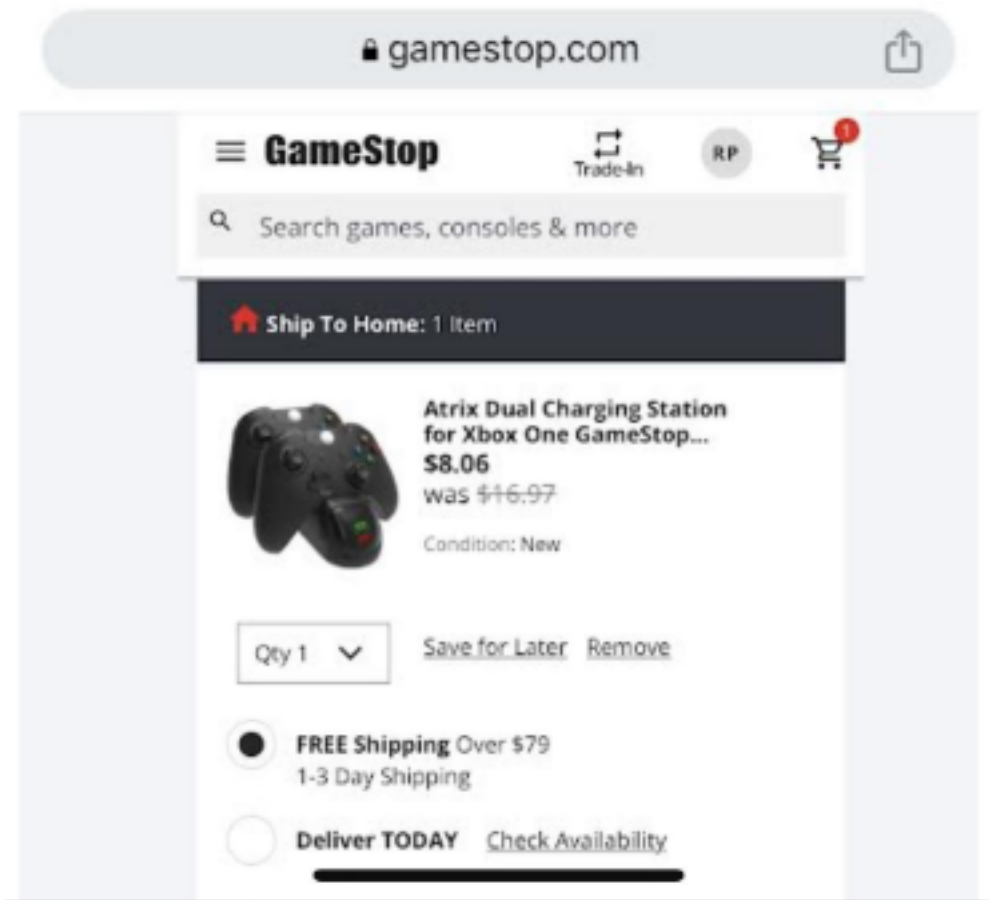 gamestop.com
GameStop
Trade-In
RP
1
Search games, consoles & more
Ship To Home: 1 Item
Atrix Dual Charging Station
for Xbox One GameStop...
$8.06
was $16.97
Condition: New
Qty 1
Save for Later Remove
FREE Shipping Over $79
1-3 Day Shipping
Deliver TODAY Check Availability